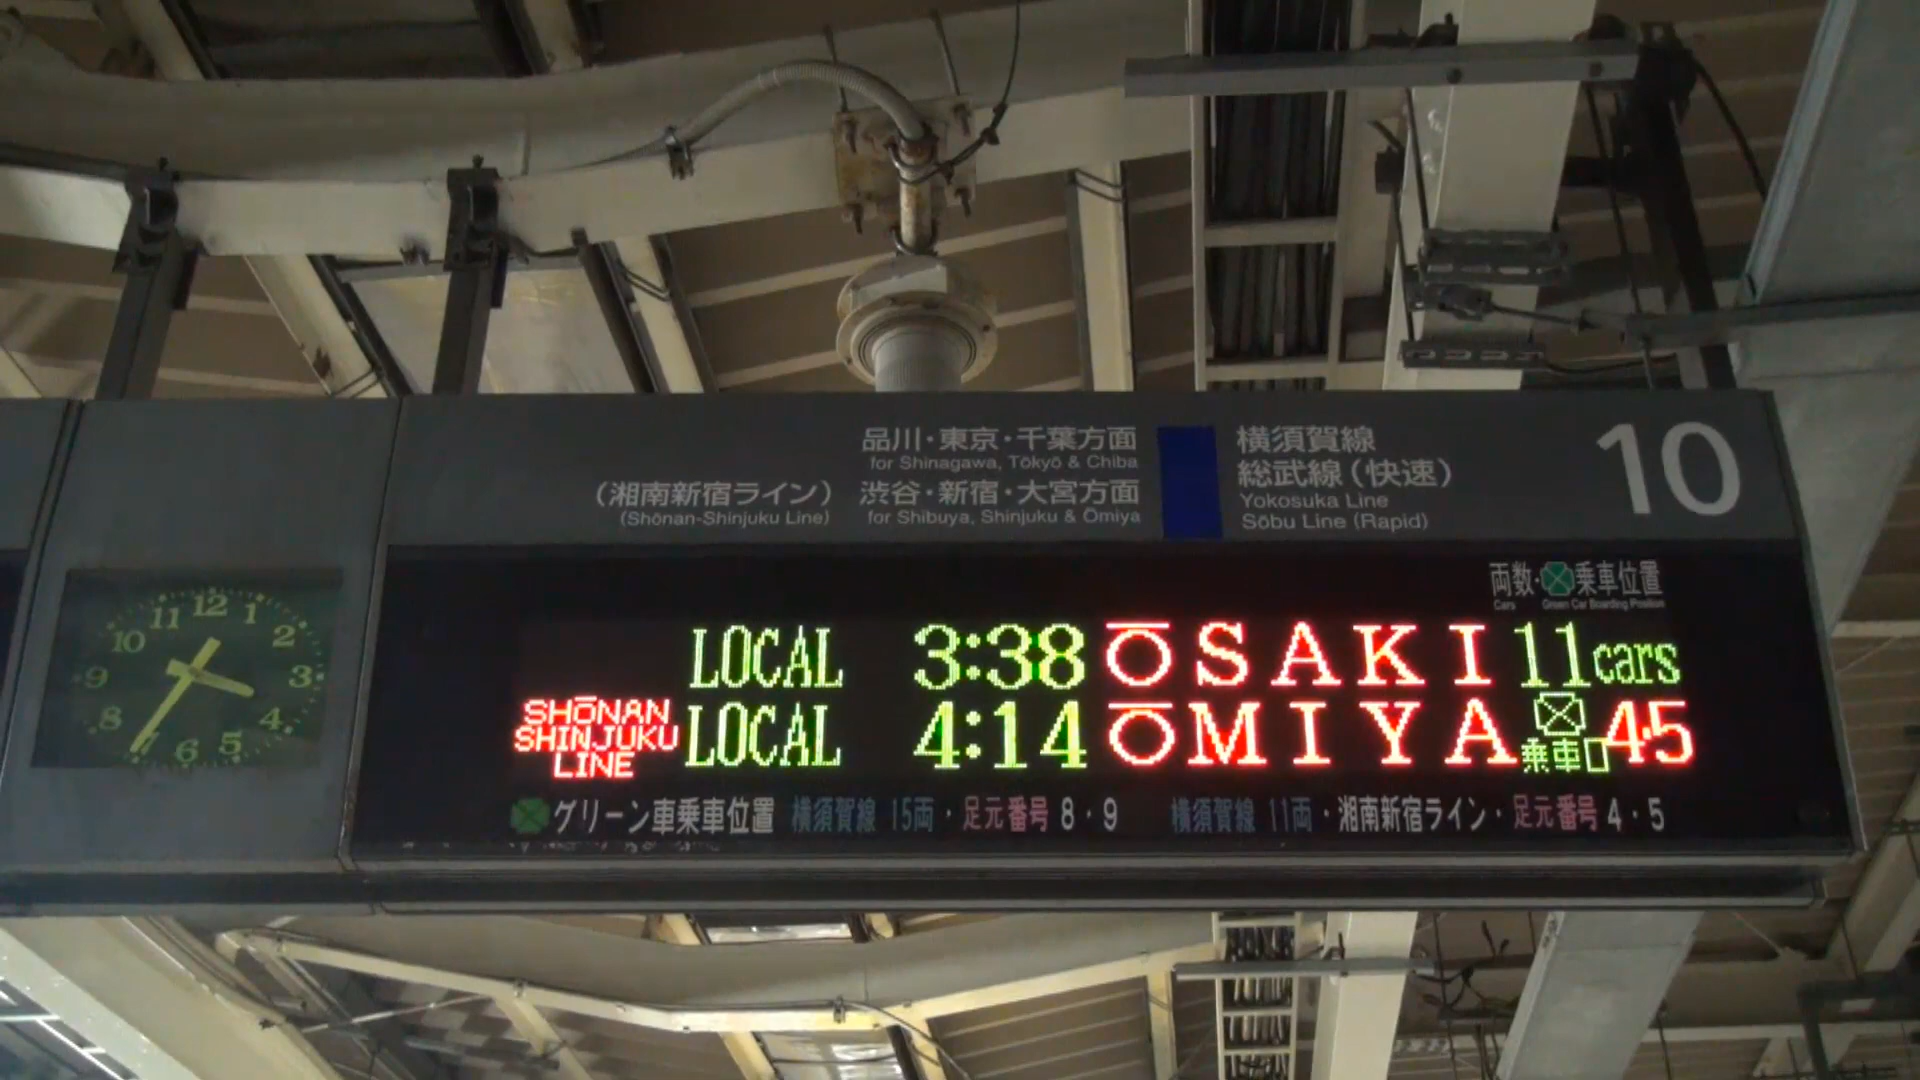 品川・東京・千葉方面
for Shinagawa, Tōkyō & Chiba
(湘南新宿ライン) 渋谷・新宿・大宮方面
(Shōnan-Shinjuku Line) for Shibuya, Shinjuku & Ōmiya
横須賀線
総武線(快速)
Yokosuka Line
Sōbu Line (Rapid)
10
12 1 2 3 4 5 6 8 9 10 11
両数・乗車位置
Cars Green Car Boarding Position
LOCAL 3:38 ŌSAKI 11cars
SHŌNAN SHINJUKU LINE LOCAL 4:14 ŌMIYA 乗車口 4・5
グリーン車乗車位置 横須賀線 15両・足元番号 8・9 横須賀線 11両・湘南新宿ライン・足元番号 4・5